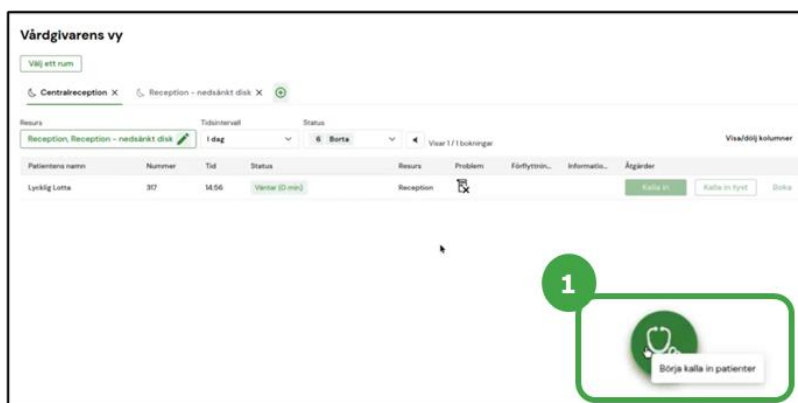 Vårdgivarens vy
Välj ett rum
Centralreception
Reception - nedsänkt disk
Resurs
Tidsintervall
Status
Reception, Reception - nedsänkt disk
I dag
6 Borta
Visar 1 / 1 bokningar
Visa/dölj kolumner
Patientens namn Nummer Tid Status Resurs Problem Förflyttnin... Informatio... Åtgärder
Lycklig Lotta 317 14:56 Väntar (0 min) Reception Kalla in Kalla in tyst Boka
1
Börja kalla in patienter